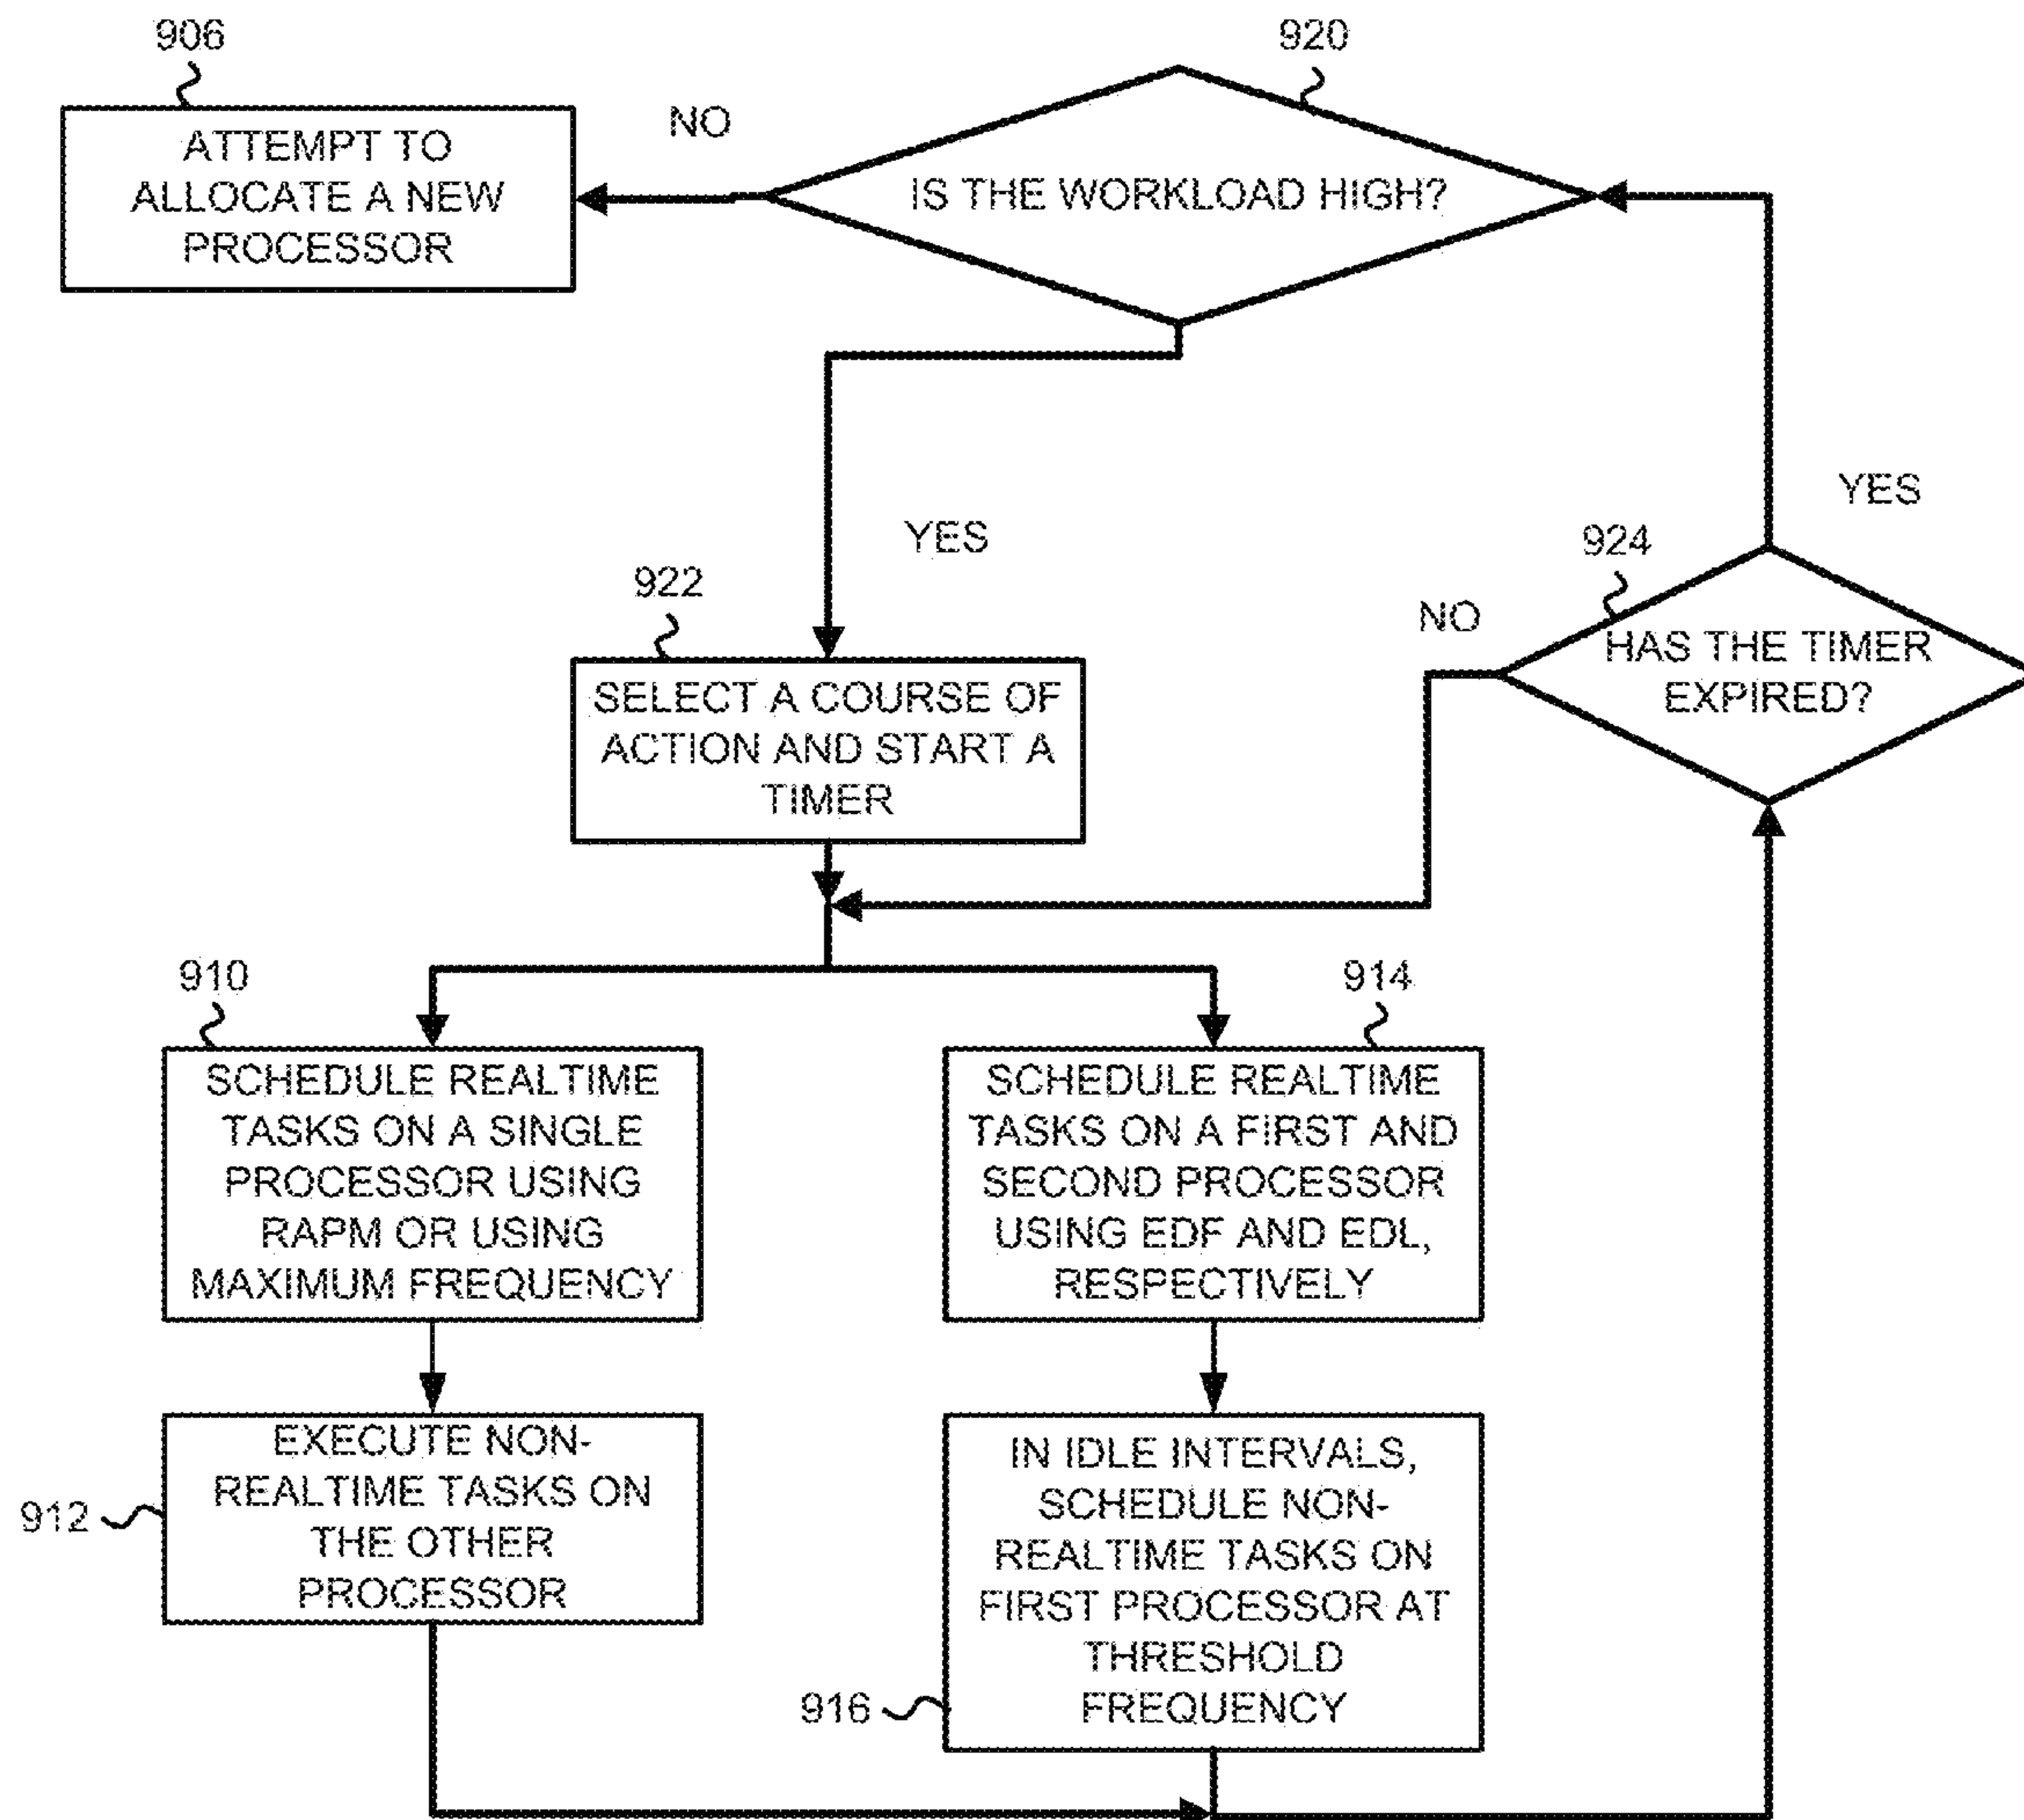 906
920
NO
ATTEMPT TO
ALLOCATE A NEW
PROCESSOR
IS THE WORKLOAD HIGH?
YES
YES
924
922
NO
HAS THE TIMER
EXPIRED?
SELECT A COURSE OF
ACTION AND START A
TIMER
910
914
SCHEDULE REALTIME
TASKS ON A SINGLE
PROCESSOR USING
RAPM OR USING
MAXIMUM FREQUENCY
SCHEDULE REALTIME
TASKS ON A FIRST AND
SECOND PROCESSOR
USING EDF AND EDL,
RESPECTIVELY
912
EXECUTE NON-
REALTIME TASKS ON
THE OTHER
PROCESSOR
IN IDLE INTERVALS,
SCHEDULE NON-
REALTIME TASKS ON
FIRST PROCESSOR AT
THRESHOLD
FREQUENCY
916